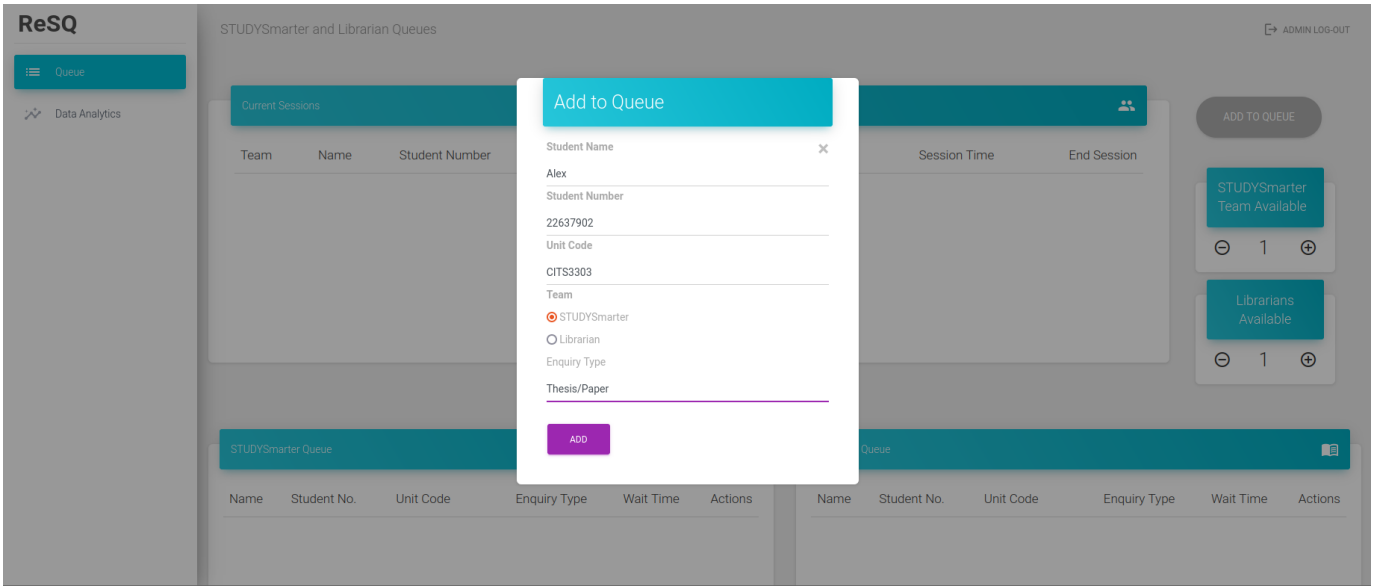 ReSQ
STUDYSmarter and Librarian Queues
ADMIN LOG-OUT
Queue
Data Analytics
Current Sessions
Team Name Student Number Session Time End Session
Add to Queue
Student Name
Alex
Student Number
22637902
Unit Code
CITS3303
Team
STUDYSmarter
Librarian
Enquiry Type
Thesis/Paper
ADD
ADD TO QUEUE
STUDYSmarter
Team Available
1
Librarians
Available
1
STUDYSmarter Queue
Name Student No. Unit Code Enquiry Type Wait Time Actions
Queue
Name Student No. Unit Code Enquiry Type Wait Time Actions